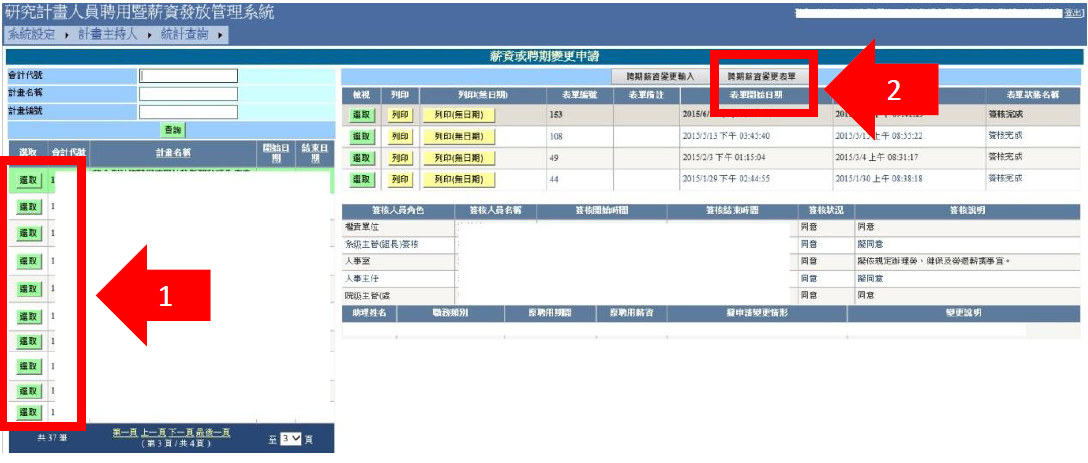 研究計畫人員聘用暨薪資發放管理系統
登出]
系統設定 計畫主持人 統計查詢
薪資或聘期變更申請
會計代號
計畫名稱
計畫編號
查詢
選取 會計代號 計畫名稱 開始日期 結束日期
選取 1
選取 1
選取 1
選取 1
選取 1
選取 1
選取 1
選取 1
選取 1
選取 1
共 37 筆 第一頁 上一頁 下一頁 最後一頁 至 3 頁
(第 3 頁 / 共 4 頁)
1
聘期薪資變更輸入 聘期薪資變更表單
2
檢視 列印 列印(無日期) 表單編號 表單備註 表單開始日期 表單狀態名稱
選取 列印 列印(無日期) 153 2015/6/ 簽核完成
選取 列印 列印(無日期) 108 2015/3/13 下午 03:43:40 2015/3/15 上午 08:33:22 簽核完成
選取 列印 列印(無日期) 49 2015/2/3 下午 01:15:04 2015/3/4 上午 08:31:17 簽核完成
選取 列印 列印(無日期) 44 2015/1/29 下午 02:44:55 2015/1/30 上午 08:38:18 簽核完成
簽核人員角色 簽核人員名稱 簽核開始時間 簽核結束時間 簽核狀況 簽核說明
權責單位 同意 同意
系級主管(組長)簽核 同意 擬同意
人事室 同意 擬依規定辦理勞、健保及勞退薪調事宜。
人事主任 同意 擬同意
院級主管(處 同意 同意
助理姓名 職務類別 原聘用期間 原聘用薪資 擬申請變更情形 變更說明